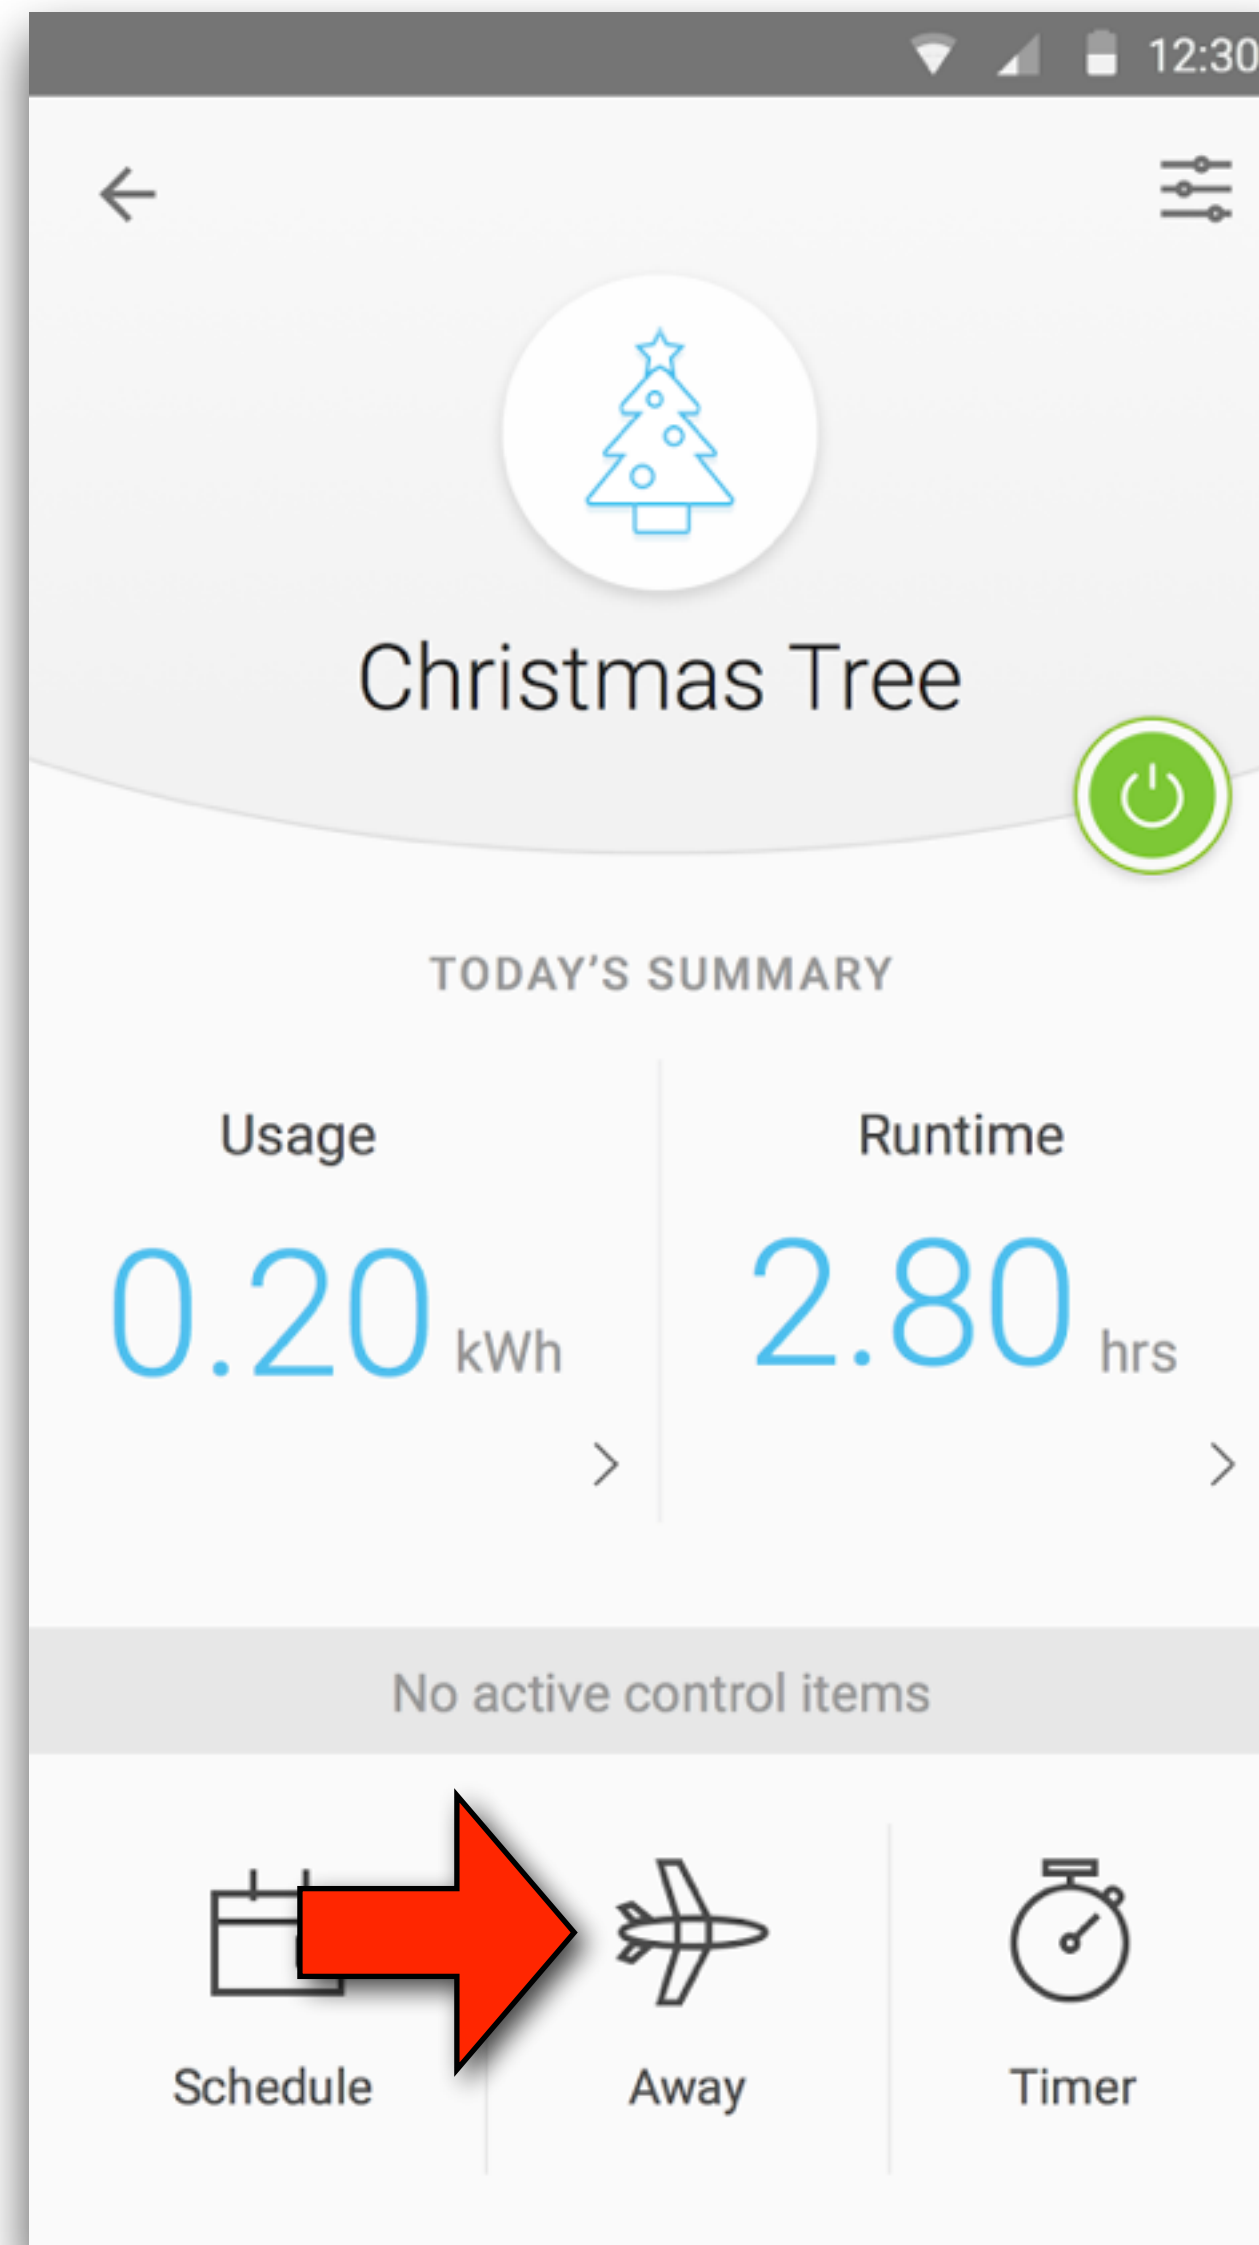 12:30
Christmas Tree
TODAY'S SUMMARY
Usage
Runtime
0.20 kWh
2.80 hrs
No active control items
Schedule
Away
Timer